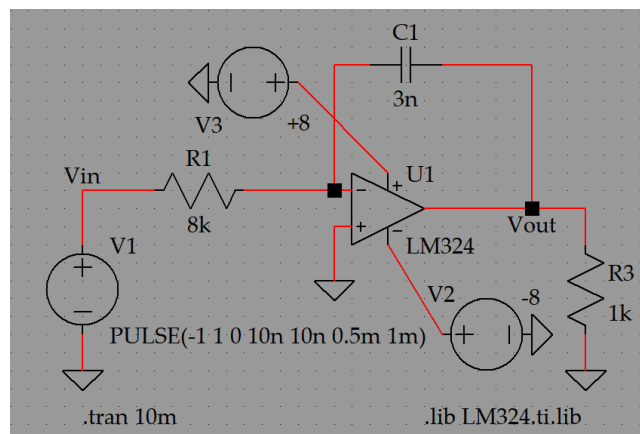 C1
3n
V3
+8
R1
U1
Vin
8k
Vout
V1
LM324
R3
V2
-8
1k
PULSE(-1 1 0 10n 10n 0.5m 1m)
.tran 10m
.lib LM324.ti.lib